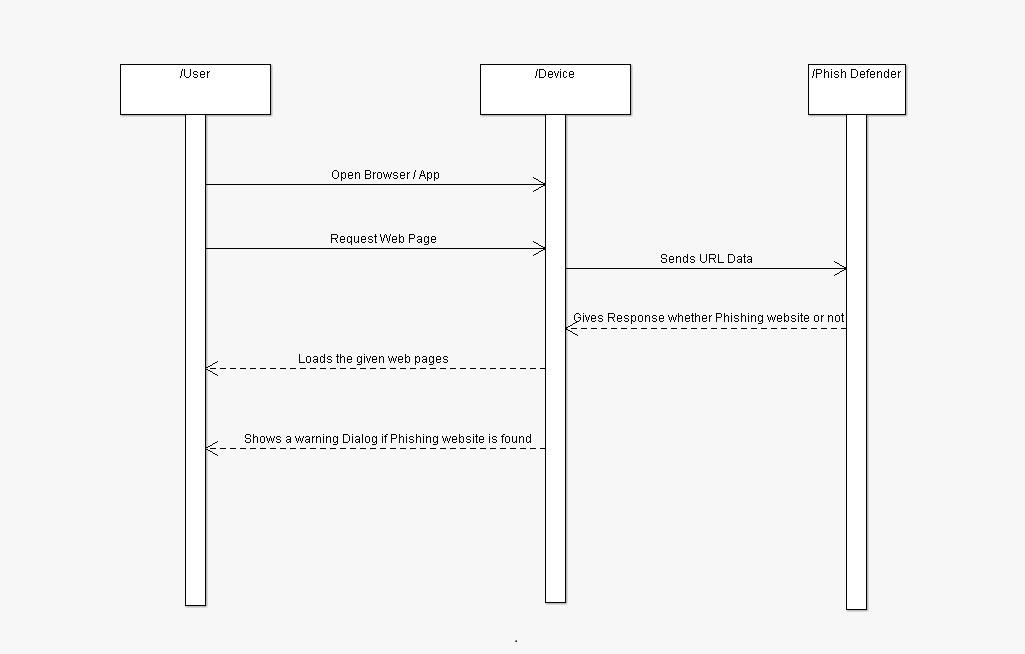 /User
/Device
/Phish Defender
Open Browser / App
Request Web Page
Sends URL Data
Gives Response whether Phishing website or not
Loads the given web pages
Shows a warning Dialog if Phishing website is found
.